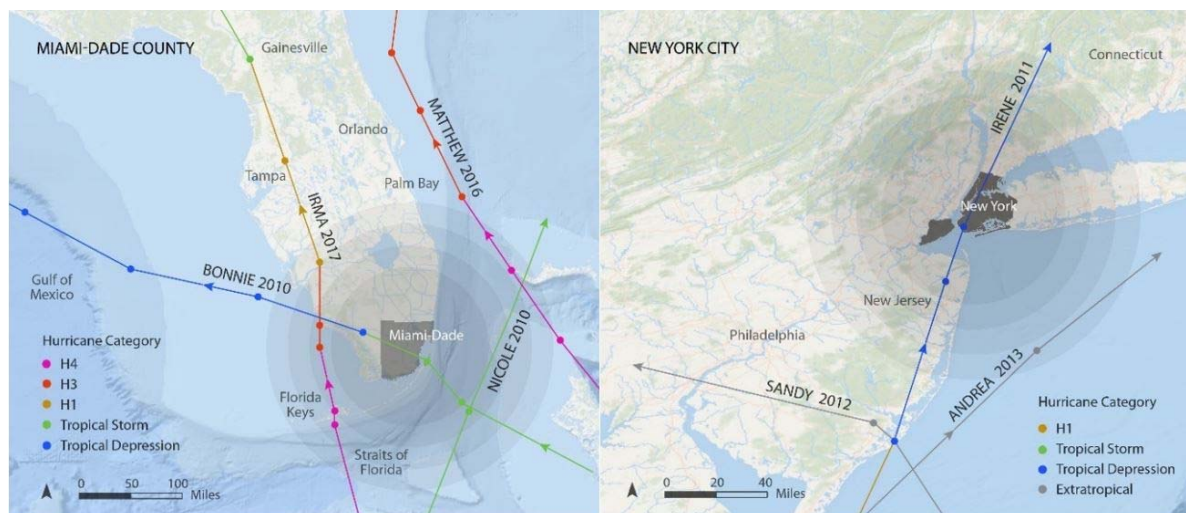 MIAMI-DADE COUNTY
Gainesville
MATTHEW 2016
Orlando
Tampa
Palm Bay
IRMA 2017
BONNIE 2010
Gulf of
Mexico
NICOLE 2010
Miami-Dade
Hurricane Category
H4
H3
H1
Tropical Storm
Tropical Depression
Florida
Keys
Straits of
Florida
0 50 100 Miles
NEW YORK CITY
Connecticut
IRENE 2011
New York
New Jersey
Philadelphia
SANDY 2012
ANDREA 2013
Hurricane Category
H1
Tropical Storm
Tropical Depression
Extratropical
0 20 40 Miles